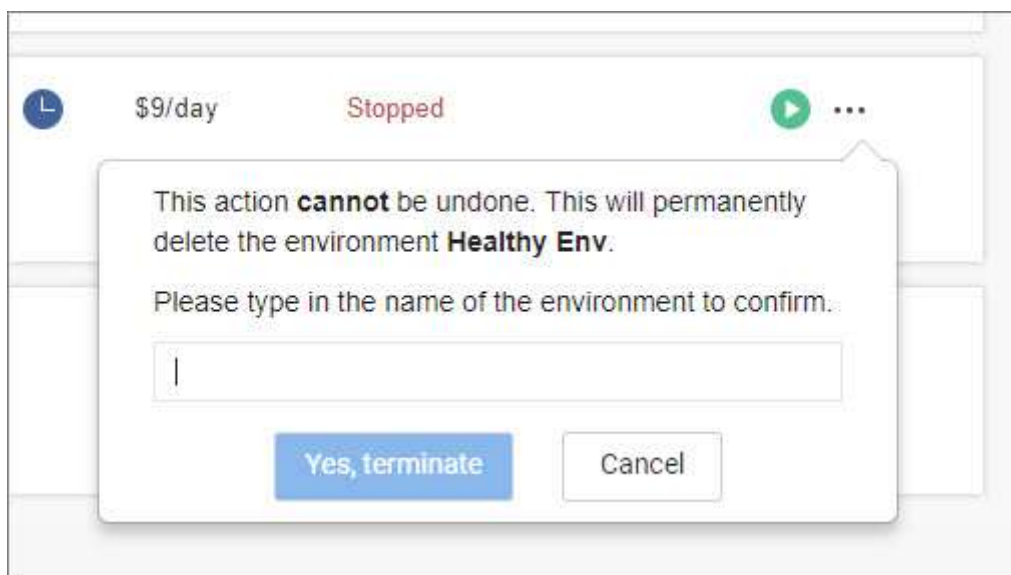 $9/day Stopped
This action cannot be undone. This will permanently
delete the environment Healthy Env.
Please type in the name of the environment to confirm.
Yes, terminate Cancel